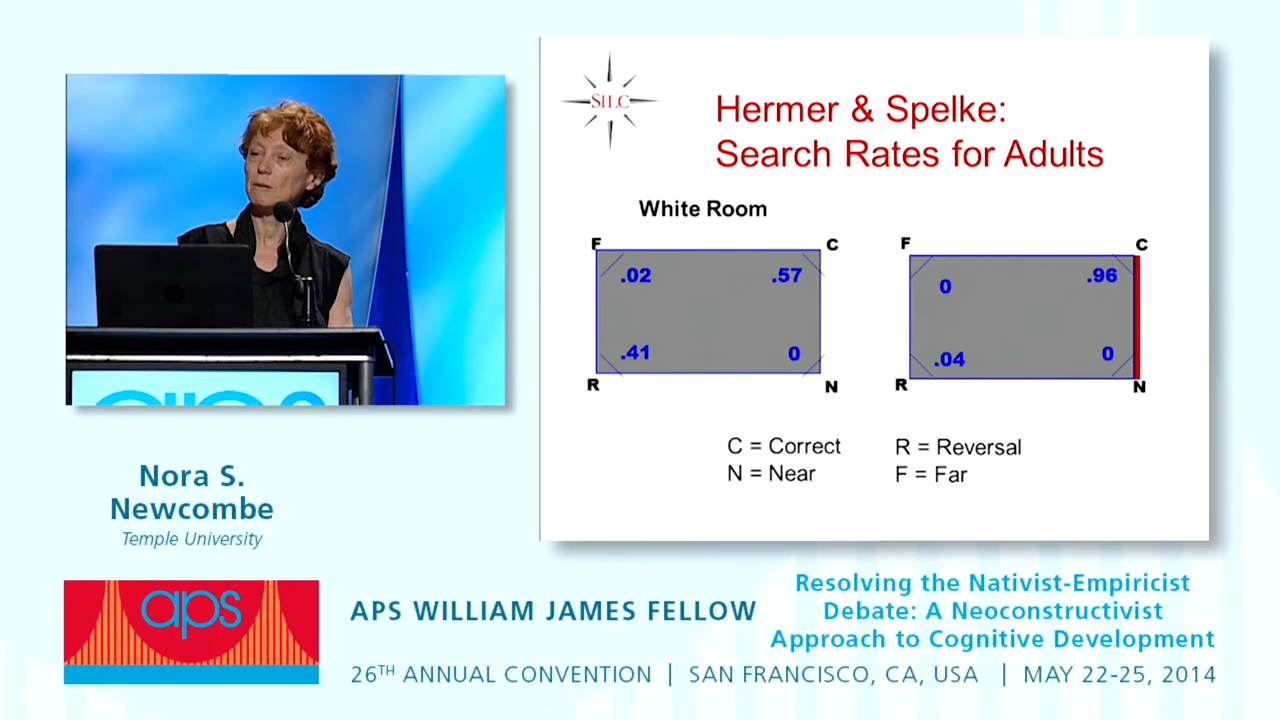 SILC
Hermer & Spelke:
Search Rates for Adults
White Room
F
C
F
C
.02
.57
0
.96
.41
0
.04
0
R
N
R
N
C = Correct
R = Reversal
N = Near
F = Far
Nora S.
Newcombe
Temple University
aps
APS WILLIAM JAMES FELLOW
Resolving the Nativist-Empiricist
Debate: A Neoconstructivist
Approach to Cognitive Development
26TH ANNUAL CONVENTION | SAN FRANCISCO, CA, USA | MAY 22-25, 2014